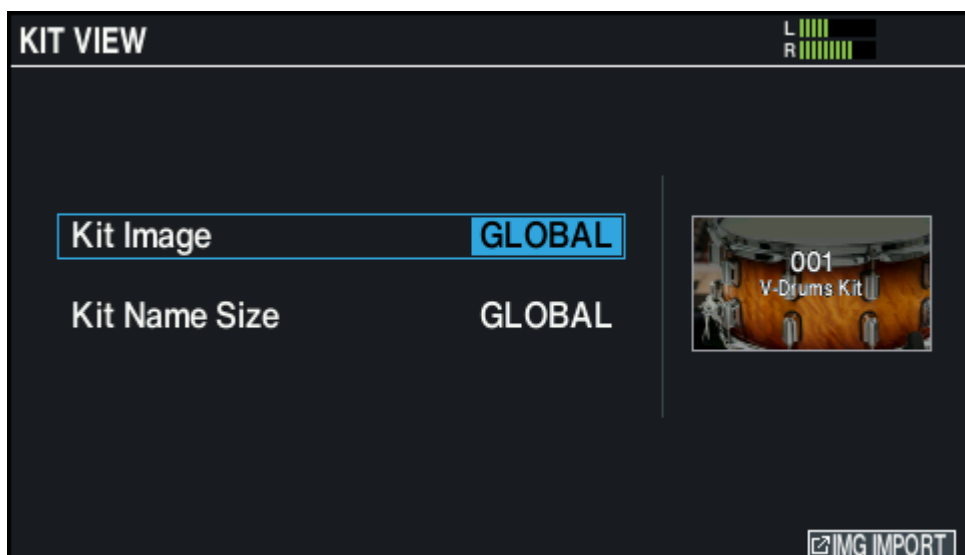 KIT VIEW
L
R
Kit Image GLOBAL
Kit Name Size GLOBAL
001
V-Drums Kit
IMG IMPORT